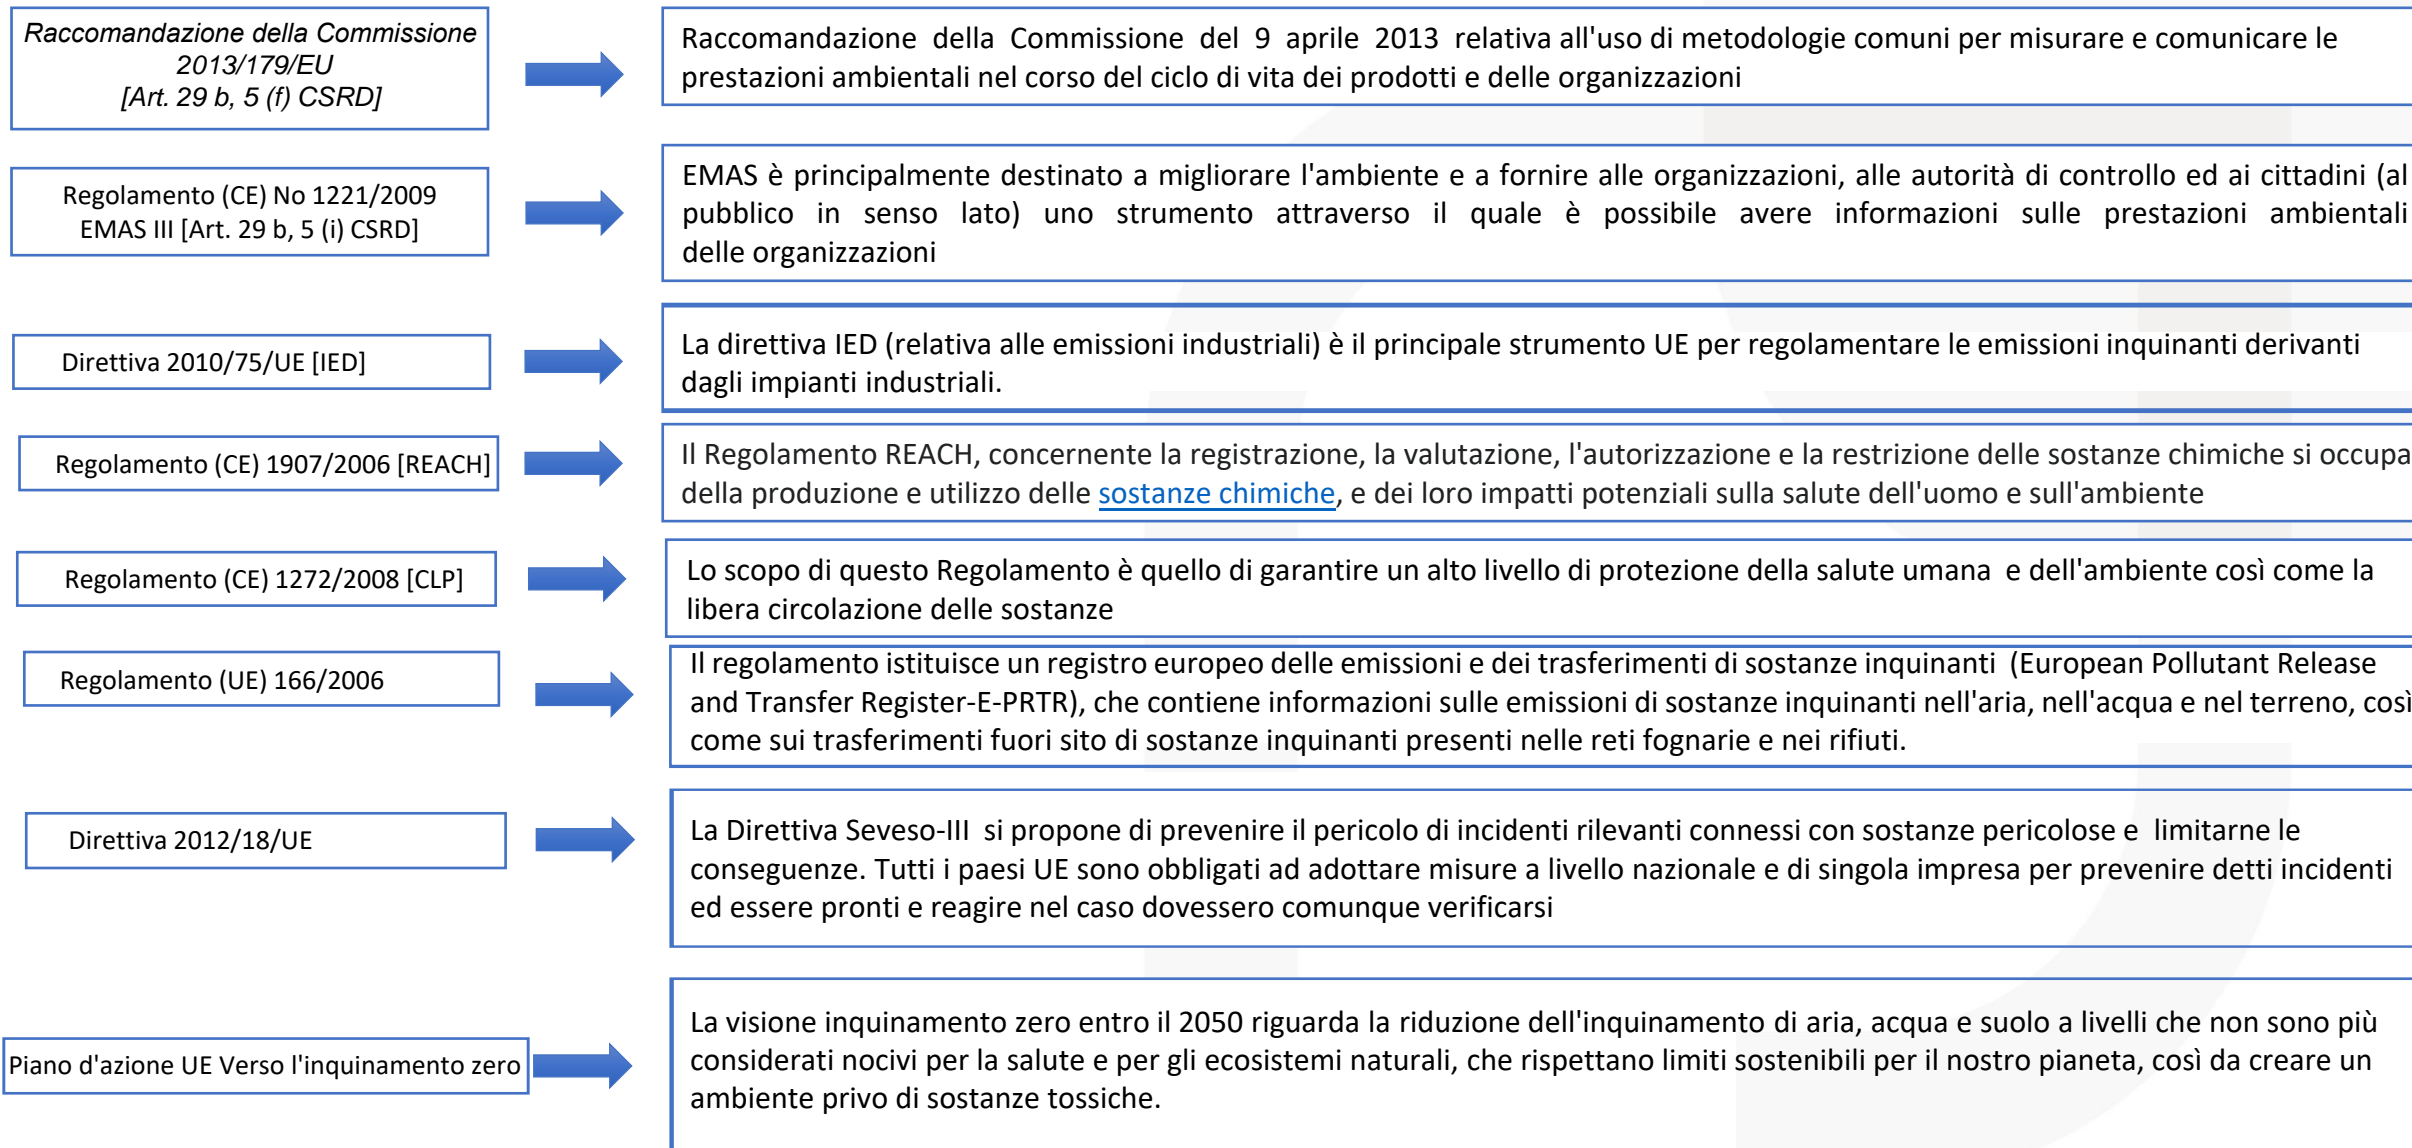 Raccomandazione della Commissione
2013/179/EU
[Art. 29 b, 5 (f) CSRD]
Raccomandazione della Commissione del 9 aprile 2013 relativa all'uso di metodologie comuni per misurare e comunicare le
prestazioni ambientali nel corso del ciclo di vita dei prodotti e delle organizzazioni
Regolamento (CE) No 1221/2009
EMAS III [Art. 29 b, 5 (i) CSRD]
EMAS è principalmente destinato a migliorare l'ambiente e a fornire alle organizzazioni, alle autorità di controllo ed ai cittadini (al
pubblico in senso lato) uno strumento attraverso il quale è possibile avere informazioni sulle prestazioni ambientali
delle organizzazioni
Direttiva 2010/75/UE [IED]
La direttiva IED (relativa alle emissioni industriali) è il principale strumento UE per regolamentare le emissioni inquinanti derivanti
dagli impianti industriali.
Regolamento (CE) 1907/2006 [REACH]
Il Regolamento REACH, concernente la registrazione, la valutazione, l'autorizzazione e la restrizione delle sostanze chimiche si occupa
della produzione e utilizzo delle sostanze chimiche, e dei loro impatti potenziali sulla salute dell'uomo e sull'ambiente
Regolamento (CE) 1272/2008 [CLP]
Lo scopo di questo Regolamento è quello di garantire un alto livello di protezione della salute umana e dell'ambiente così come la
libera circolazione delle sostanze
Regolamento (UE) 166/2006
Il regolamento istituisce un registro europeo delle emissioni e dei trasferimenti di sostanze inquinanti (European Pollutant Release
and Transfer Register-E-PRTR), che contiene informazioni sulle emissioni di sostanze inquinanti nell'aria, nell'acqua e nel terreno, così
come sui trasferimenti fuori sito di sostanze inquinanti presenti nelle reti fognarie e nei rifiuti.
Direttiva 2012/18/UE
La Direttiva Seveso-III si propone di prevenire il pericolo di incidenti rilevanti connessi con sostanze pericolose e limitarne le
conseguenze. Tutti i paesi UE sono obbligati ad adottare misure a livello nazionale e di singola impresa per prevenire detti incidenti
ed essere pronti e reagire nel caso dovessero comunque verificarsi
Piano d'azione UE Verso l'inquinamento zero
La visione inquinamento zero entro il 2050 riguarda la riduzione dell'inquinamento di aria, acqua e suolo a livelli che non sono più
considerati nocivi per la salute e per gli ecosistemi naturali, che rispettano limiti sostenibili per il nostro pianeta, così da creare un
ambiente privo di sostanze tossiche.